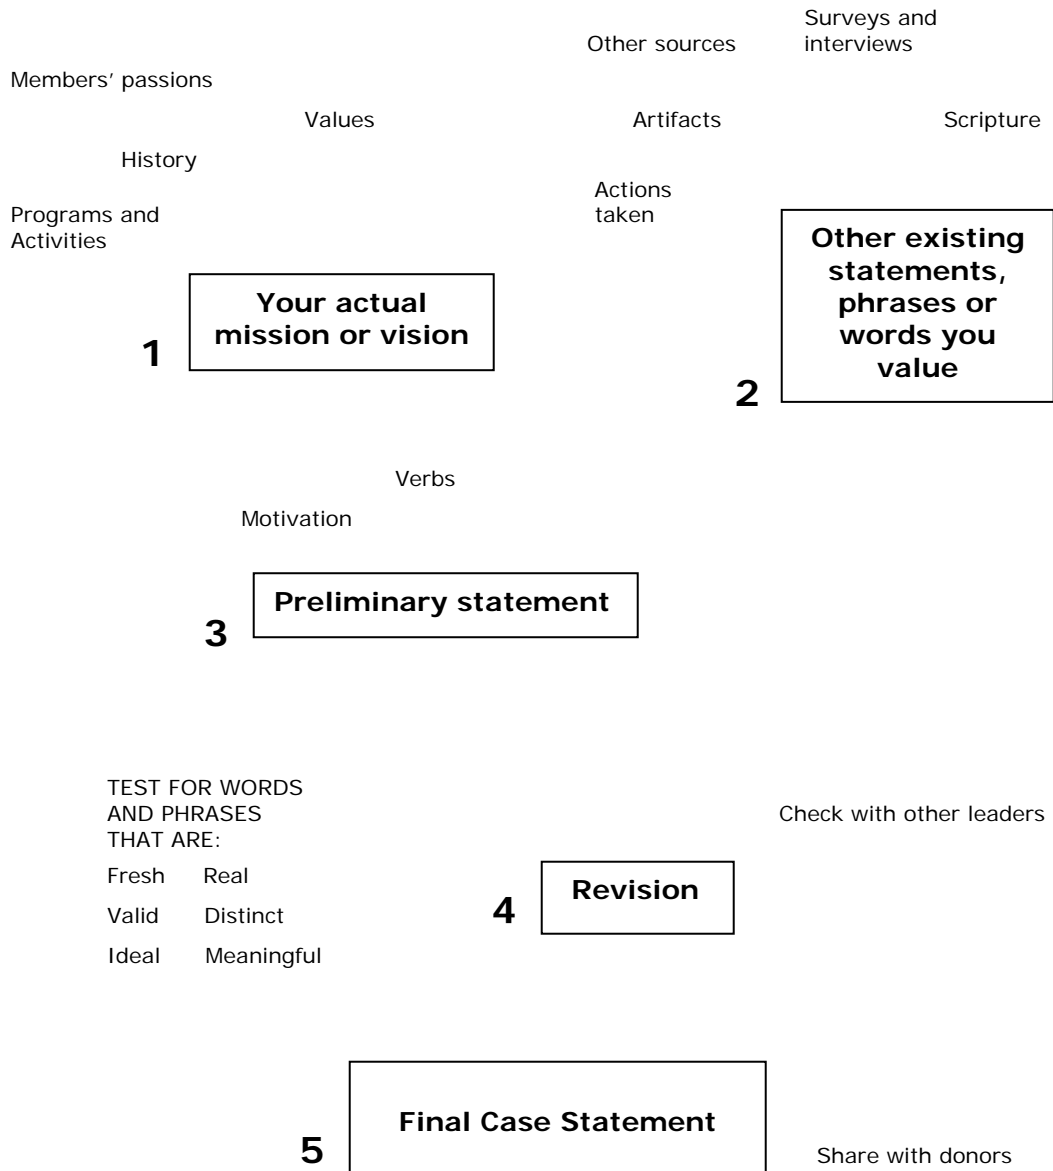 Surveys and
interviews
Other sources
Members' passions
Values
Artifacts
Scripture
History
Actions
taken
Programs and
Activities
Other existing
statements,
phrases or
words you
value
2
Your actual
mission or vision
1
Verbs
Motivation
Preliminary statement
3
TEST FOR WORDS
AND PHRASES
THAT ARE:
Fresh Real
Valid Distinct
Ideal Meaningful
Check with other leaders
Revision
4
Final Case Statement
5
Share with donors